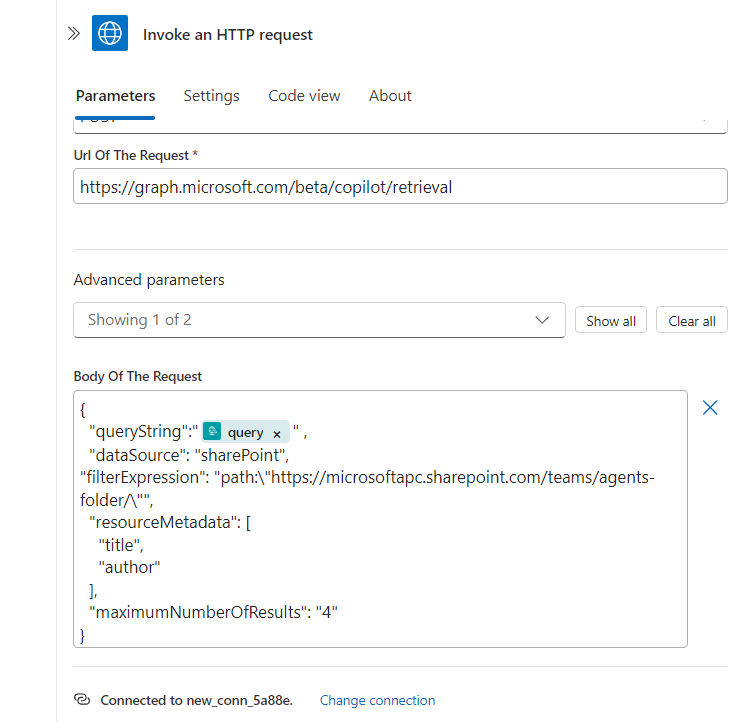 Invoke an HTTP request
Parameters Settings Code view About
Url Of The Request *
https://graph.microsoft.com/beta/copilot/retrieval
Advanced parameters
Showing 1 of 2 Show all Clear all
Body Of The Request
{
"queryString":" query × " ,
"dataSource": "sharePoint",
"filterExpression": "path:\"https://microsoftapc.sharepoint.com/teams/agents-
folder/\"",
"resourceMetadata": [
"title",
"author"
],
"maximumNumberOfResults": "4"
}
Connected to new_conn_5a88e. Change connection